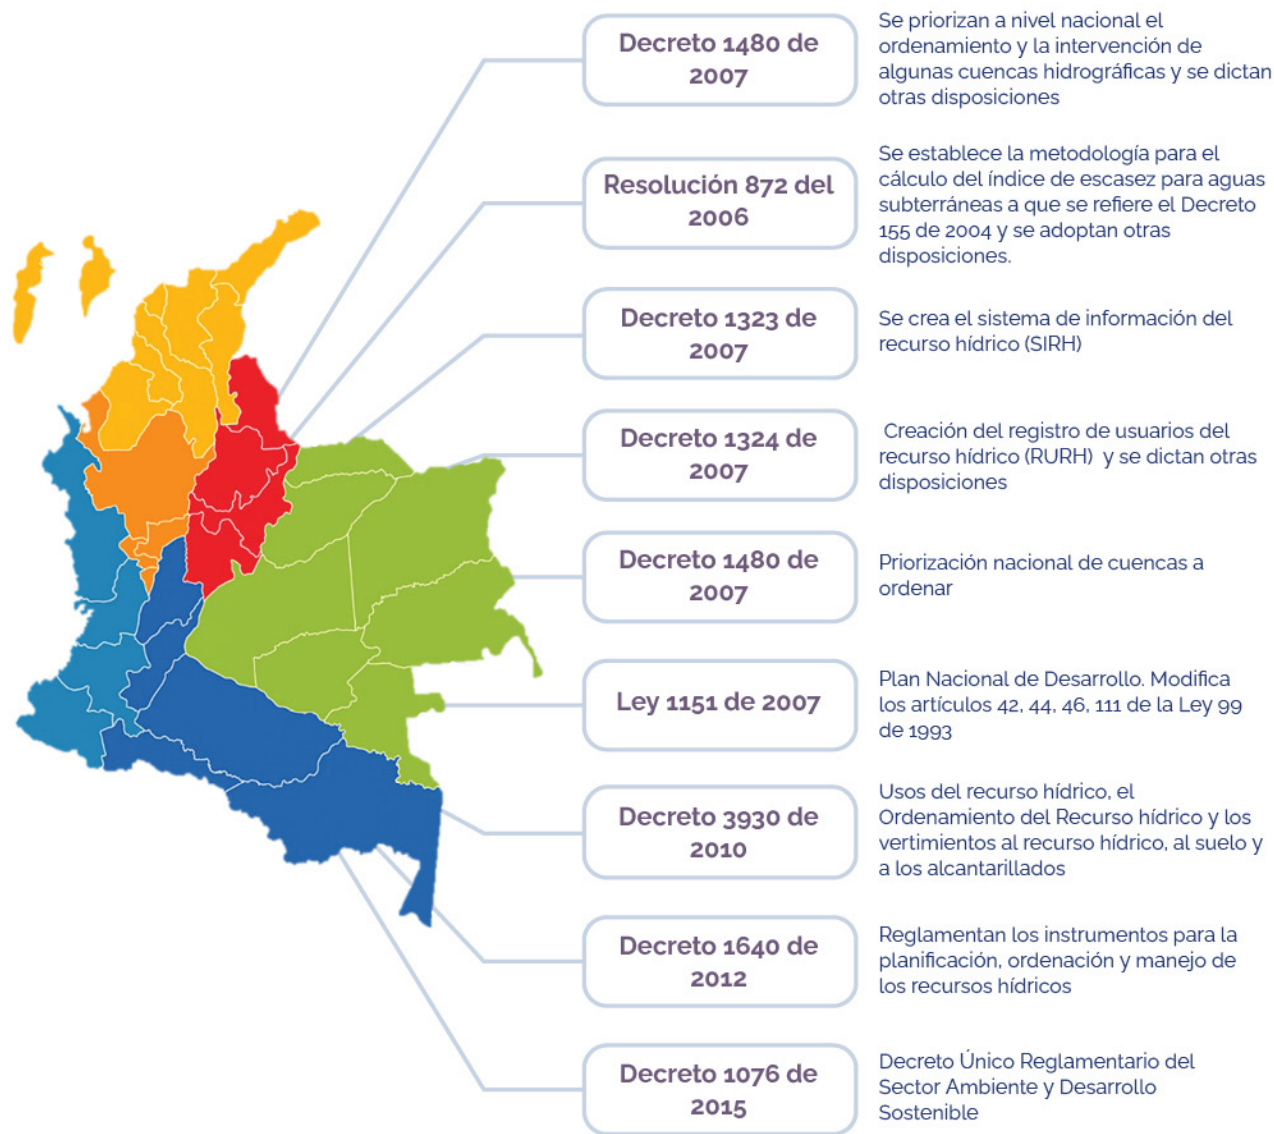 Decreto 1480 de
2007
Se priorizan a nivel nacional el
ordenamiento y la intervención de
algunas cuencas hidrográficas y se dictan
otras disposiciones
Resolución 872 del
2006
Se establece la metodología para el
cálculo del índice de escasez para aguas
subterráneas a que se refiere el Decreto
155 de 2004 y se adoptan otras
disposiciones.
Decreto 1323 de
2007
Se crea el sistema de información del
recurso hídrico (SIRH)
Decreto 1324 de
2007
Creación del registro de usuarios del
recurso hídrico (RURH) y se dictan otras
disposiciones
Decreto 1480 de
2007
Priorización nacional de cuencas a
ordenar
Ley 1151 de 2007
Plan Nacional de Desarrollo. Modifica
los artículos 42, 44, 46, 111 de la Ley 99
de 1993
Decreto 3930 de
2010
Usos del recurso hídrico, el
Ordenamiento del Recurso hídrico y los
vertimientos al recurso hídrico, al suelo y
a los alcantarillados
Decreto 1640 de
2012
Reglamentan los instrumentos para la
planificación, ordenación y manejo de
los recursos hídricos
Decreto 1076 de
2015
Decreto Único Reglamentario del
Sector Ambiente y Desarrollo
Sostenible